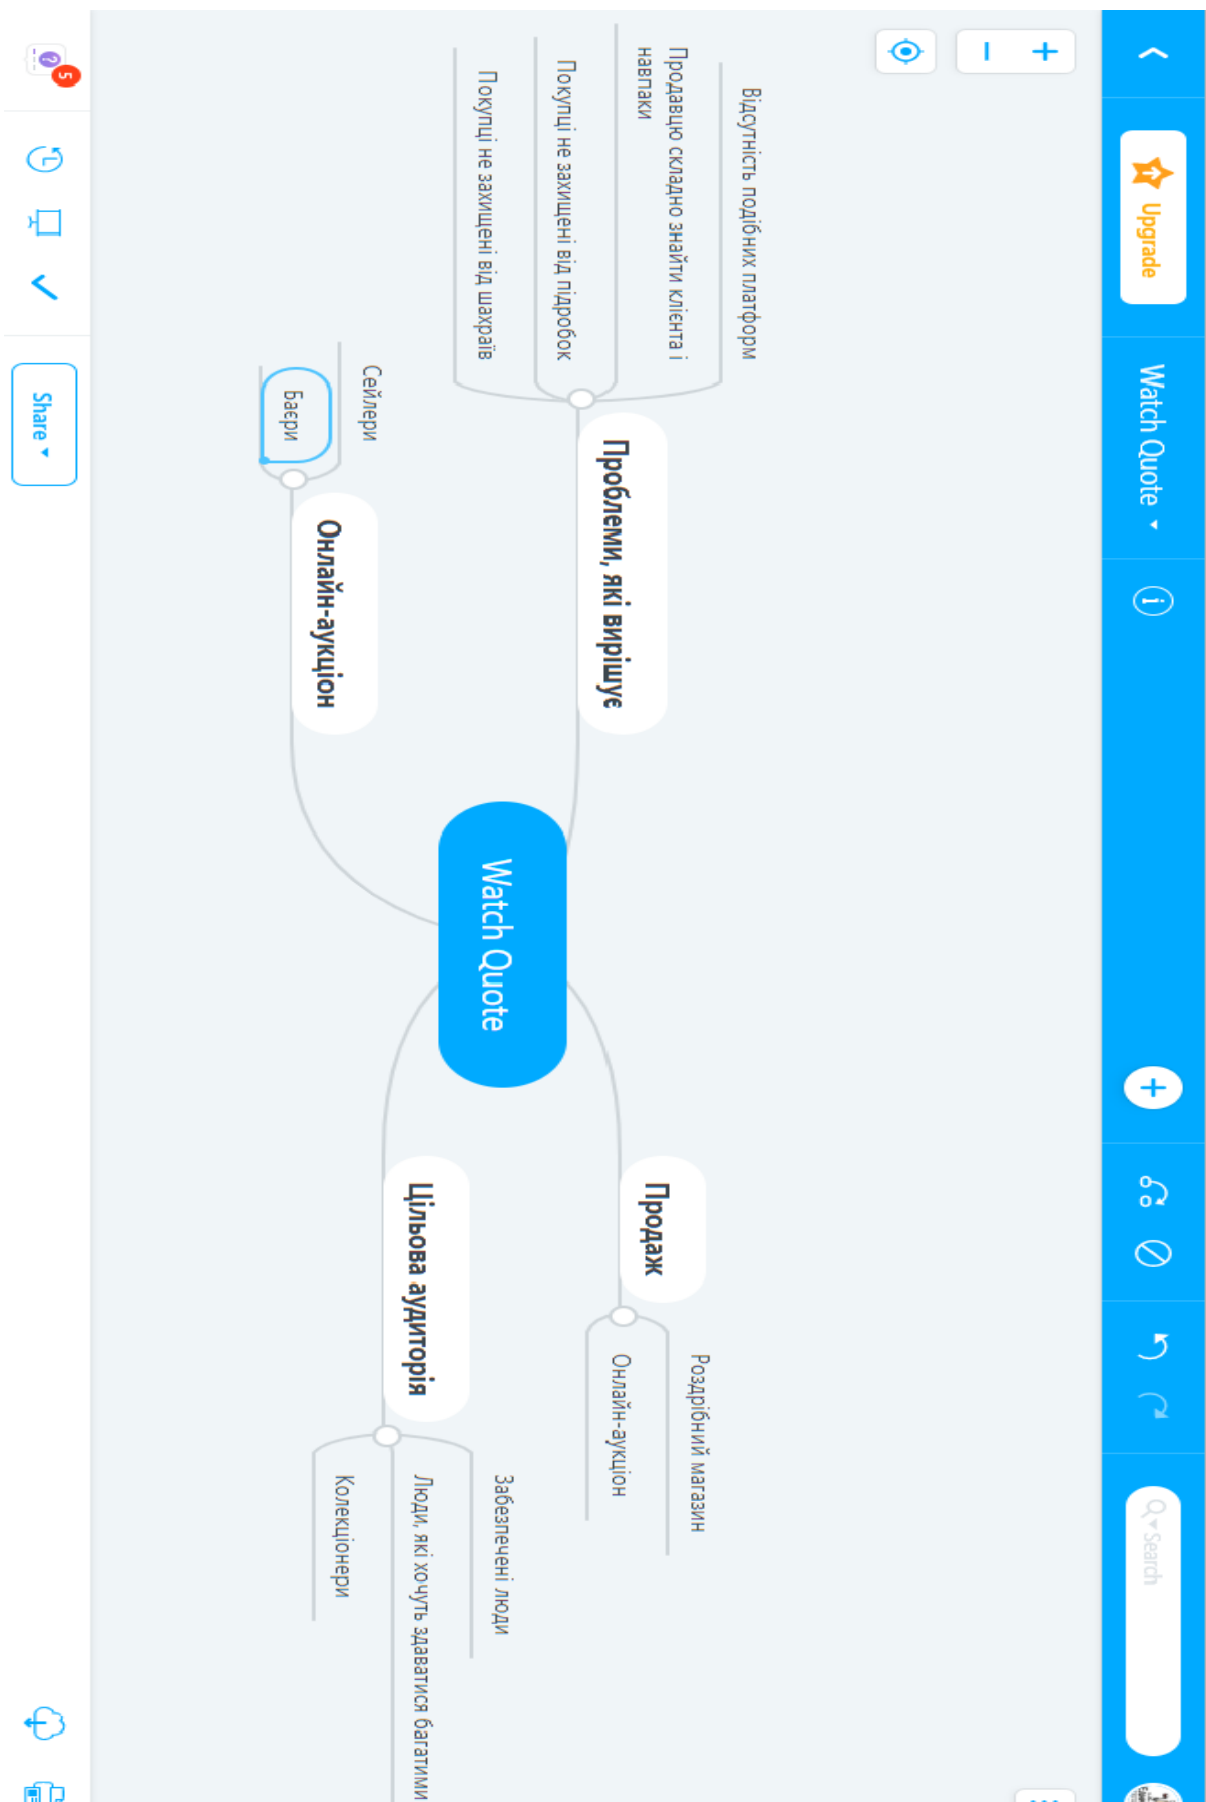 Upgrade
Watch Quote
Search
Відсутність подібних платформ
Продавцю складно знайти клієнта і
навпаки
Покупці не захищені від підробок
Покупці не захищені від шахраїв
Проблеми, які вирішує
Сейлери
Баєри
Онлайн-аукціон
Watch Quote
Продаж
Роздрібний магазин
Онлайн-аукціон
Цільова аудиторія
Забезпечені люди
Люди, які хочуть здаватися багатими
Колекціонери
5
Share